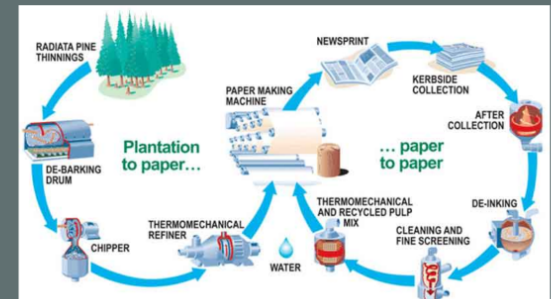 RADIATA PINE
THINNINGS
DE-BARKING
DRUM
CHIPPER
Plantation
to paper...
THERMOMECHANICAL
REFINER
WATER
PAPER MAKING
MACHINE
NEWSPRINT
KERBSIDE
COLLECTION
AFTER
COLLECTION
... paper
to paper
DE-INKING
CLEANING AND
FINE SCREENING
THERMOMECHANICAL
AND RECYCLED PULP
MIX